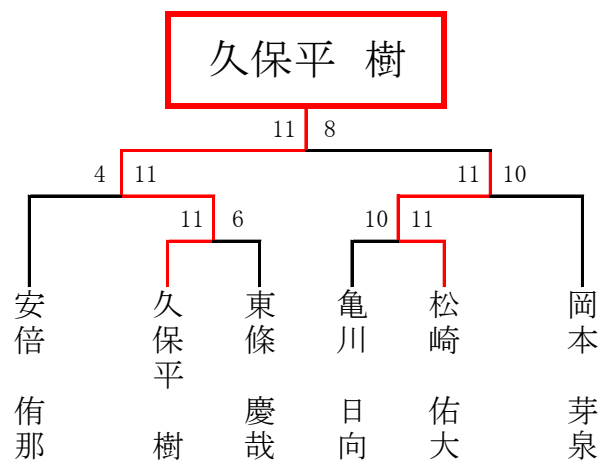 久保平 樹
11 8
4 11
11 10
11 6
10 11
安倍 侑那
久保平 樹
東條 慶哉
亀川 日向
松崎 佑大
岡本 芽泉